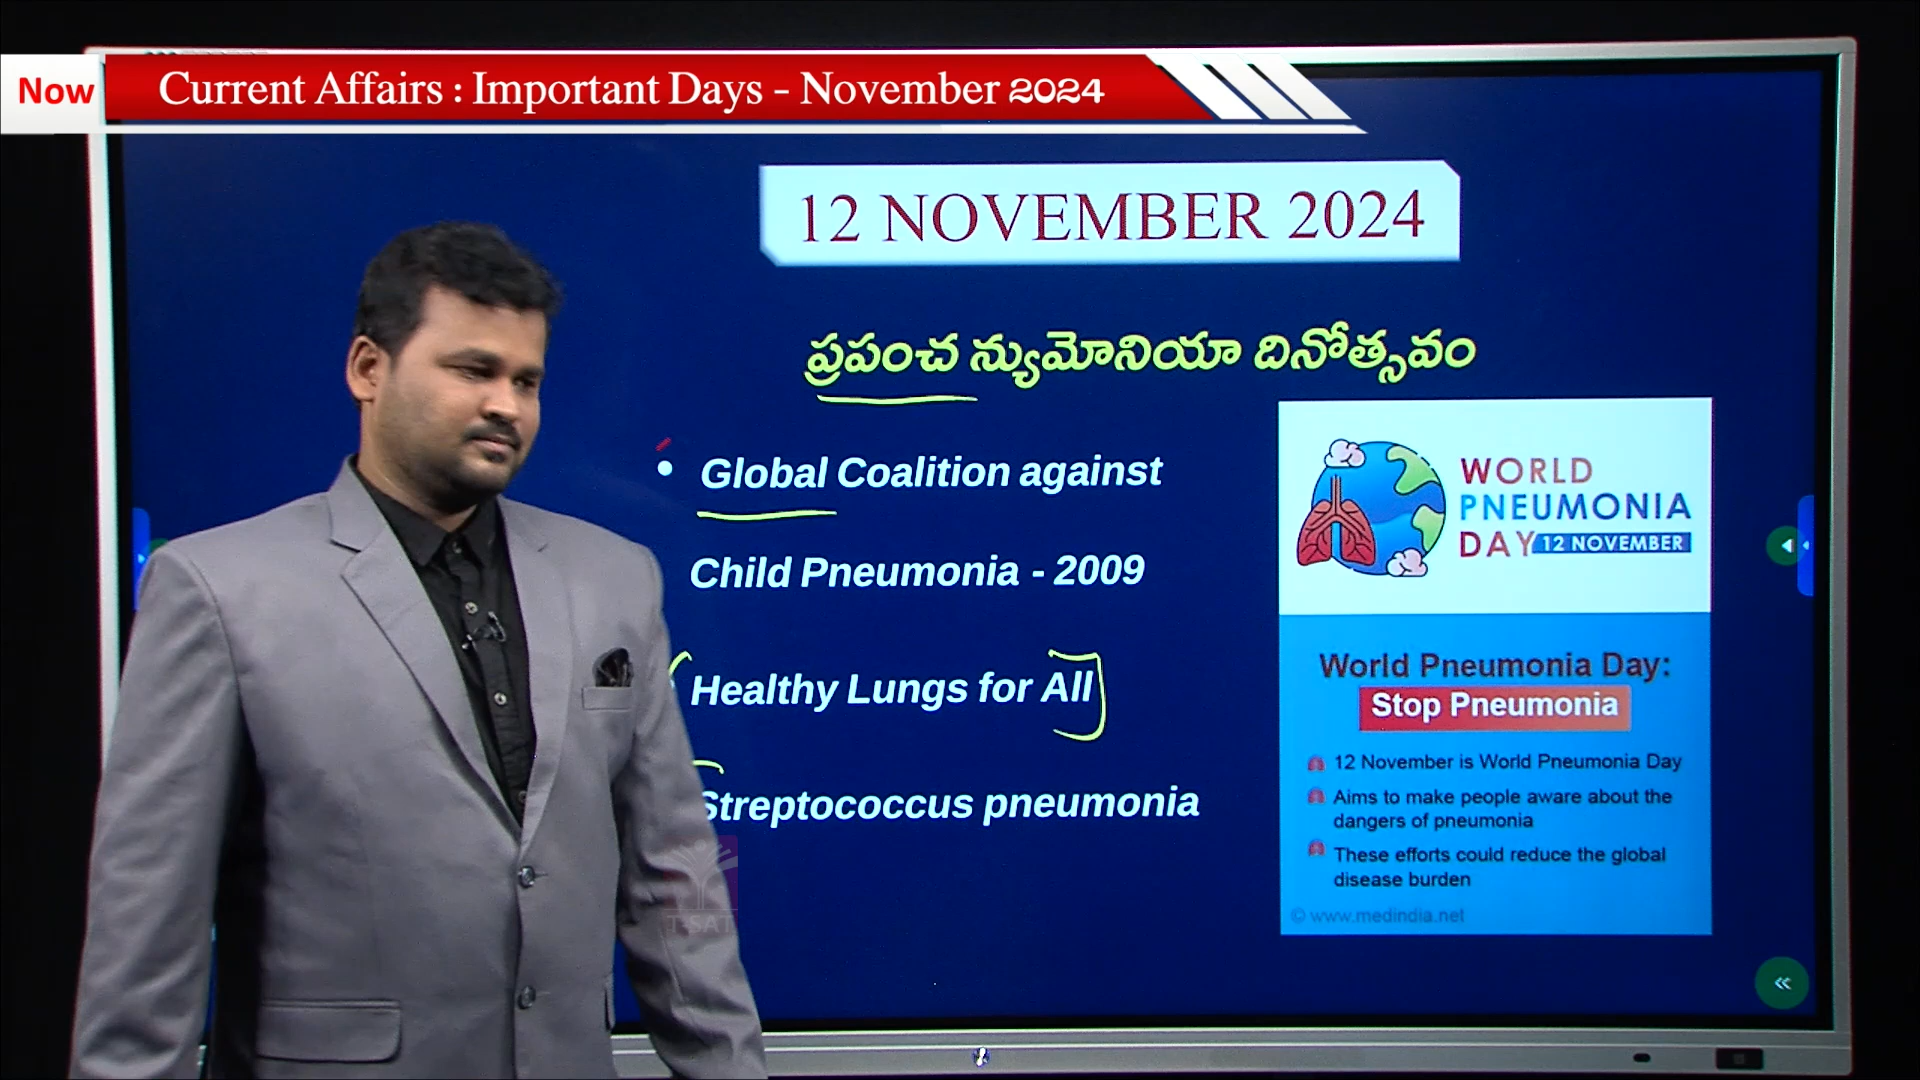 Now
Current Affairs : Important Days - November 2024
12 NOVEMBER 2024
ప్రపంచ న్యుమోనియా దినోత్సవం
• Global Coalition against
Child Pneumonia - 2009
Healthy Lungs for All
Streptococcus pneumonia
WORLD
PNEUMONIA
DAY 12 NOVEMBER
World Pneumonia Day:
Stop Pneumonia
12 November is World Pneumonia Day
Aims to make people aware about the
dangers of pneumonia
These efforts could reduce the global
disease burden
© www.medindia.net
T-SAT